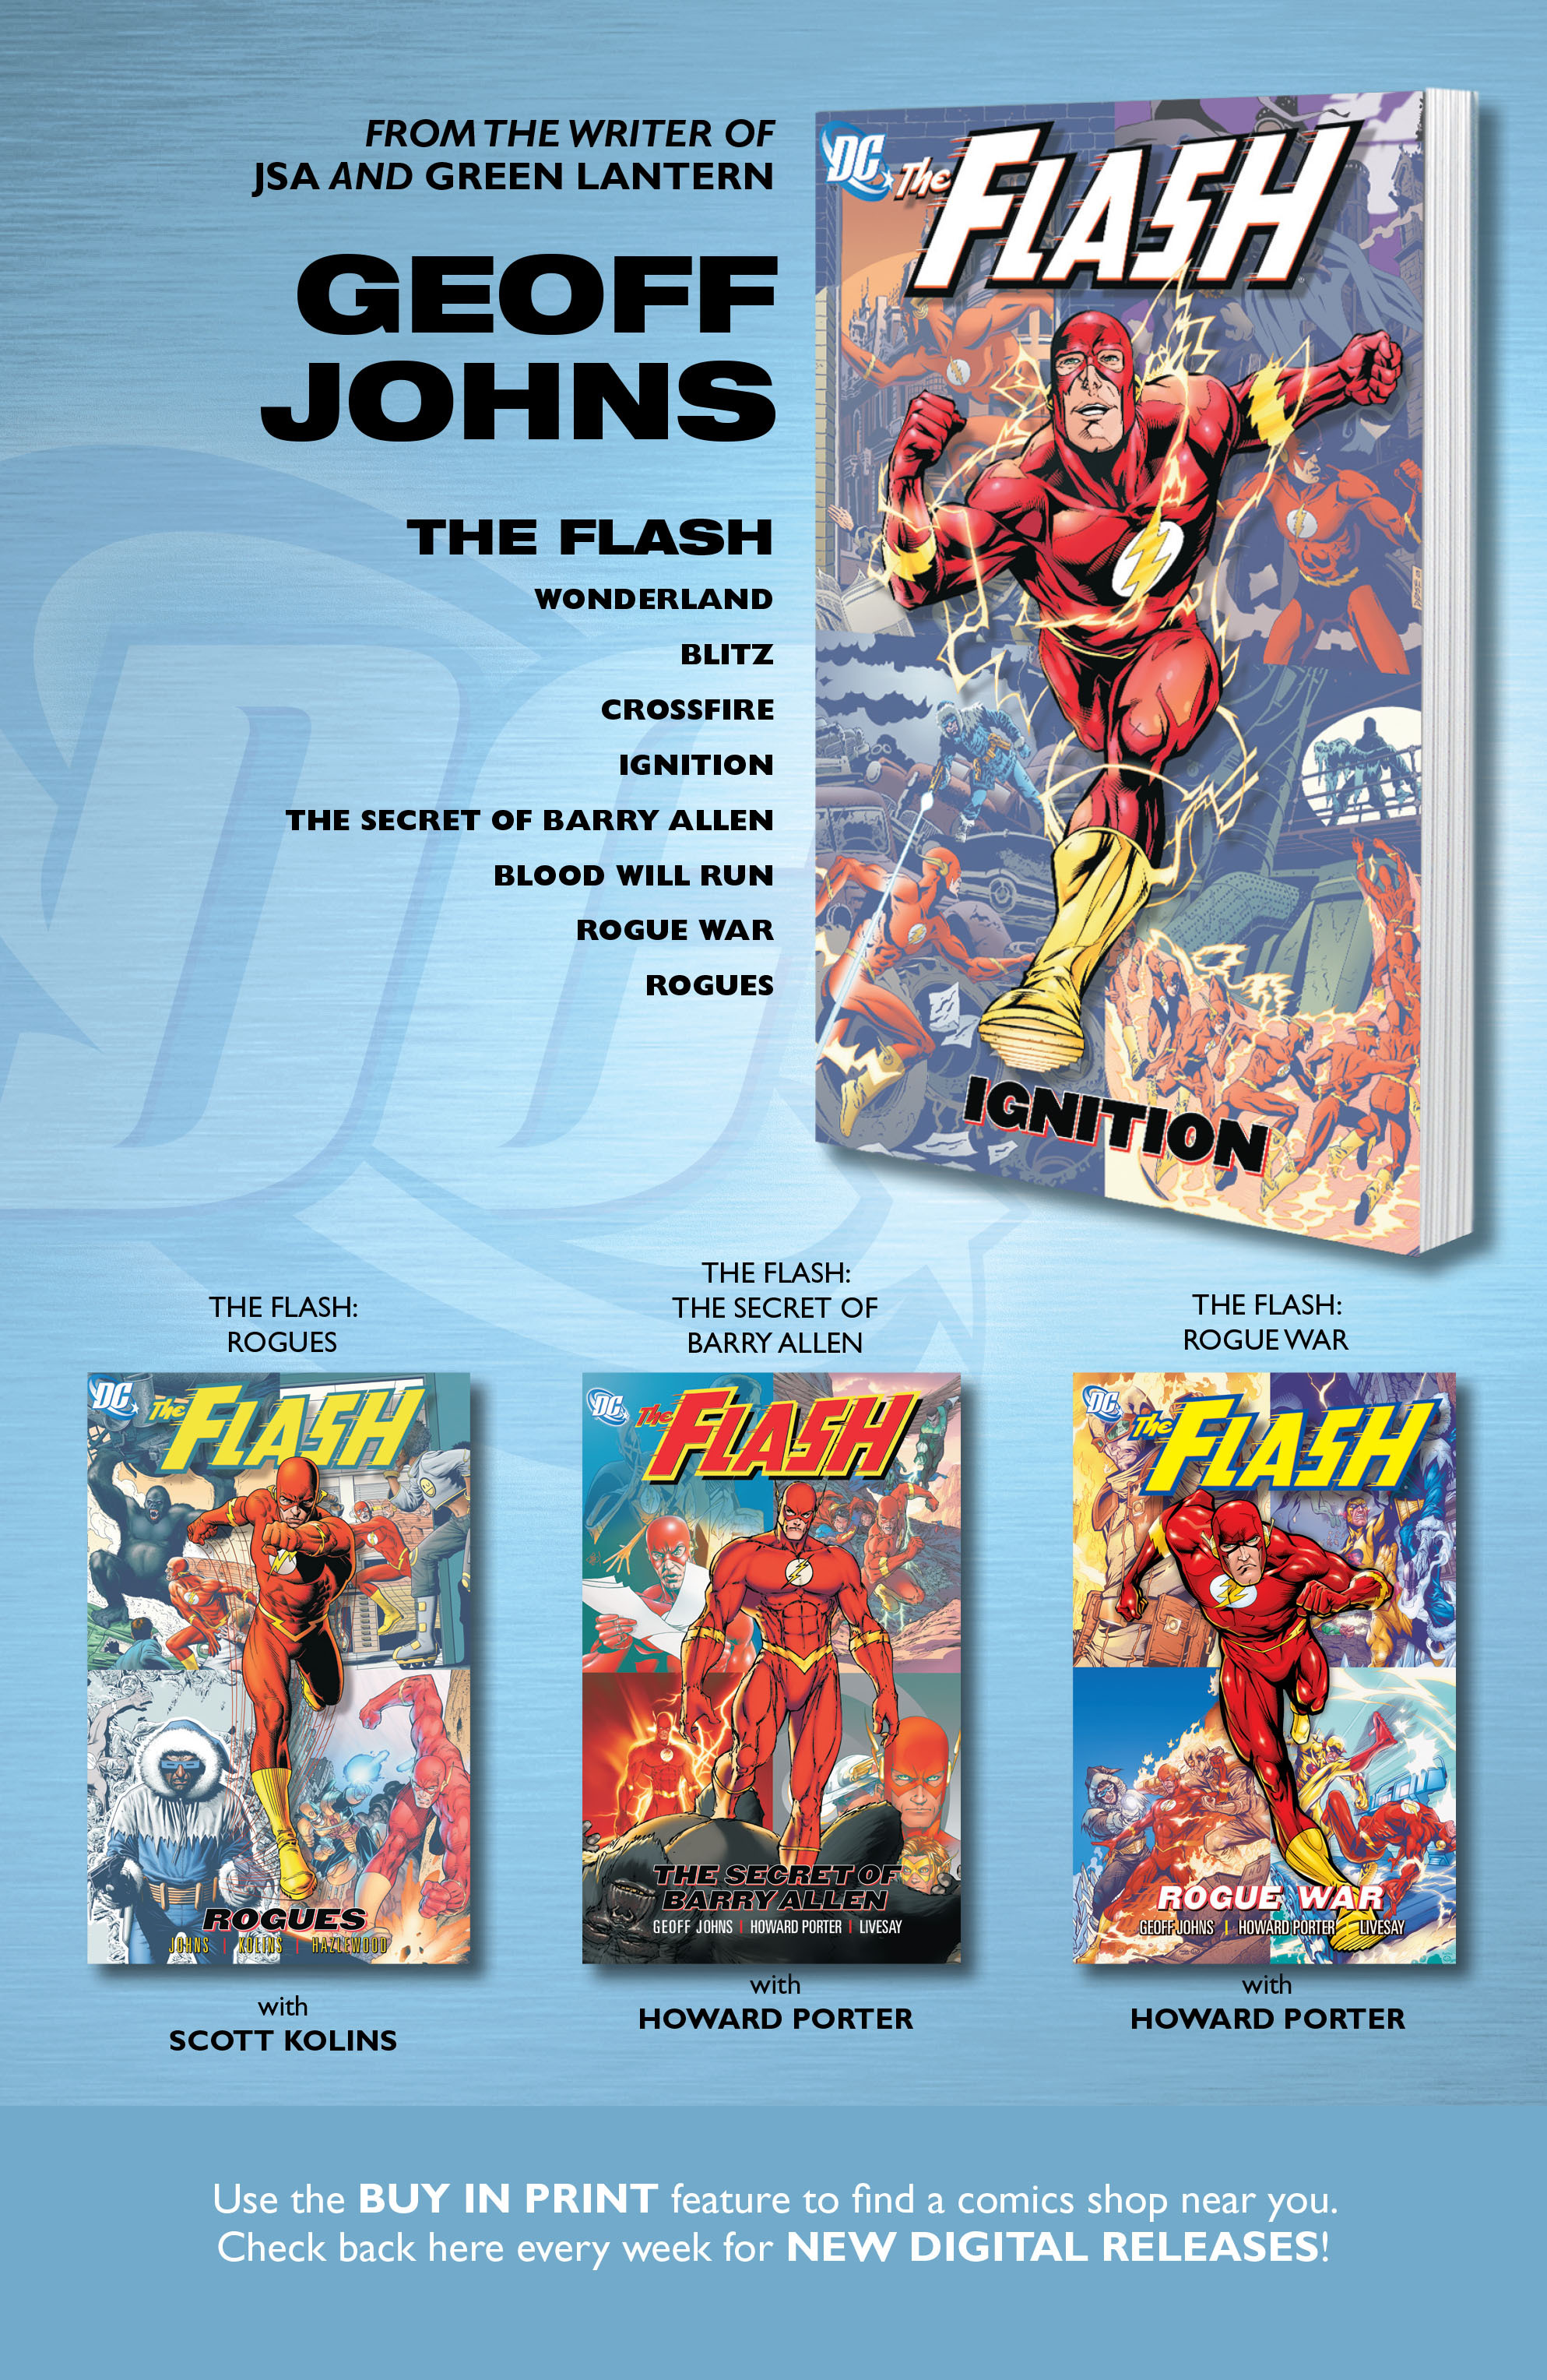 FROM THE WRITER OF
JSA AND GREEN LANTERN
GEOFF
JOHNS
THE FLASH
WONDERLAND
BLITZ
CROSSFIRE
IGNITION
THE SECRET OF BARRY ALLEN
BLOOD WILL RUN
ROGUE WAR
ROGUES
DC
The FLASH
IGNITION
THE FLASH:
ROGUES
DC
The FLASH
ROGUES
JOHNS | KOLINS | HAZLEWOOD
with
SCOTT KOLINS
THE FLASH:
THE SECRET OF
BARRY ALLEN
DC
The FLASH
THE SECRET OF
BARRY ALLEN
GEOFF JOHNS | HOWARD PORTER | LIVESAY
with
HOWARD PORTER
THE FLASH:
ROGUE WAR
DC
The FLASH
ROGUE WAR
GEOFF JOHNS | HOWARD PORTER | LIVESAY
with
HOWARD PORTER
Use the BUY IN PRINT feature to find a comics shop near you.
Check back here every week for NEW DIGITAL RELEASES!